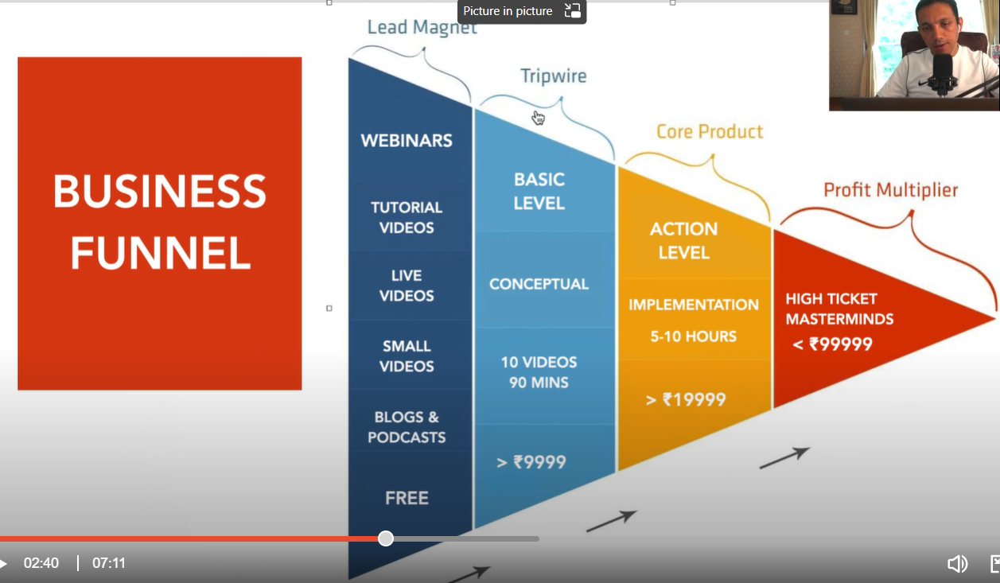 Picture in picture
BUSINESS
FUNNEL
Lead Magnet
WEBINARS
TUTORIAL
VIDEOS
LIVE
VIDEOS
SMALL
VIDEOS
BLOGS &
PODCASTS
FREE
Tripwire
BASIC
LEVEL
CONCEPTUAL
10 VIDEOS
90 MINS
> ₹9999
Core Product
ACTION
LEVEL
IMPLEMENTATION
5-10 HOURS
> ₹19999
Profit Multiplier
HIGH TICKET
MASTERMINDS
< ₹99999
02:40 | 07:11